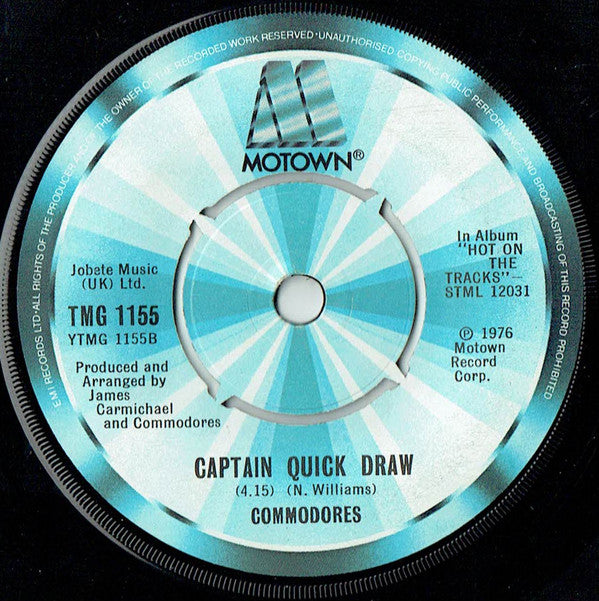 EMI RECORDS LTD·ALL RIGHTS OF THE PRODUCER AND OF THE OWNER OF THE RECORDED WORK RESERVED·UNAUTHORISED COPYING PUBLIC PERFORMANCE AND BROADCASTING OF THIS RECORD PROHIBITED
MOTOWN®
Jobete Music
(UK) Ltd.
TMG 1155
YTMG 1155B
Produced and
Arranged by
James
Carmichael
and Commodores
In Album
"HOT ON
THE
TRACKS"—
STML 12031
Ⓟ 1976
Motown
Record
Corp.
CAPTAIN QUICK DRAW
(4.15) (N. Williams)
COMMODORES